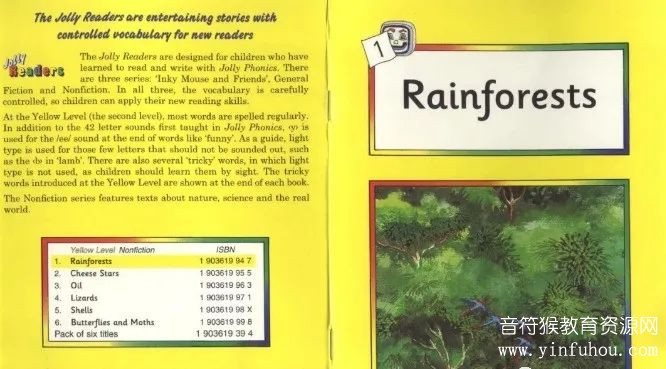 The Jolly Readers are entertaining stories with
controlled vocabulary for new readers
Jolly
Readers
The Jolly Readers are designed for children who have
learned to read and write with Jolly Phonics. There
are three series: 'Inky Mouse and Friends', General
Fiction and Nonfiction. In all three, the vocabulary is carefully
controlled, so children can apply their new reading skills.
At the Yellow Level (the second level), most words are spelled regularly.
In addition to the 42 letter sounds first taught in Jolly Phonics, ‹y› is
used for the /ee/ sound at the end of words like 'funny'. As a guide, light
type is used for those few letters that should not be sounded out, such
as the ‹b› in 'lamb'. There are also several 'tricky' words, in which light
type is not used, as children should learn them by sight. The tricky
words introduced at the Yellow Level are shown at the end of each book.
The Nonfiction series features texts about nature, science and the real
world.
Yellow Level Nonfiction ISBN
1. Rainforests 1 903619 94 7
2. Cheese Stars 1 903619 95 5
3. Oil 1 903619 96 3
4. Lizards 1 903619 97 1
5. Shells 1 903619 98 X
6. Butterflies and Moths 1 903619 99 8
Pack of six titles 1 903619 39 4
1
Rainforests
音符猴教育资源网
www.yinfuhou.com